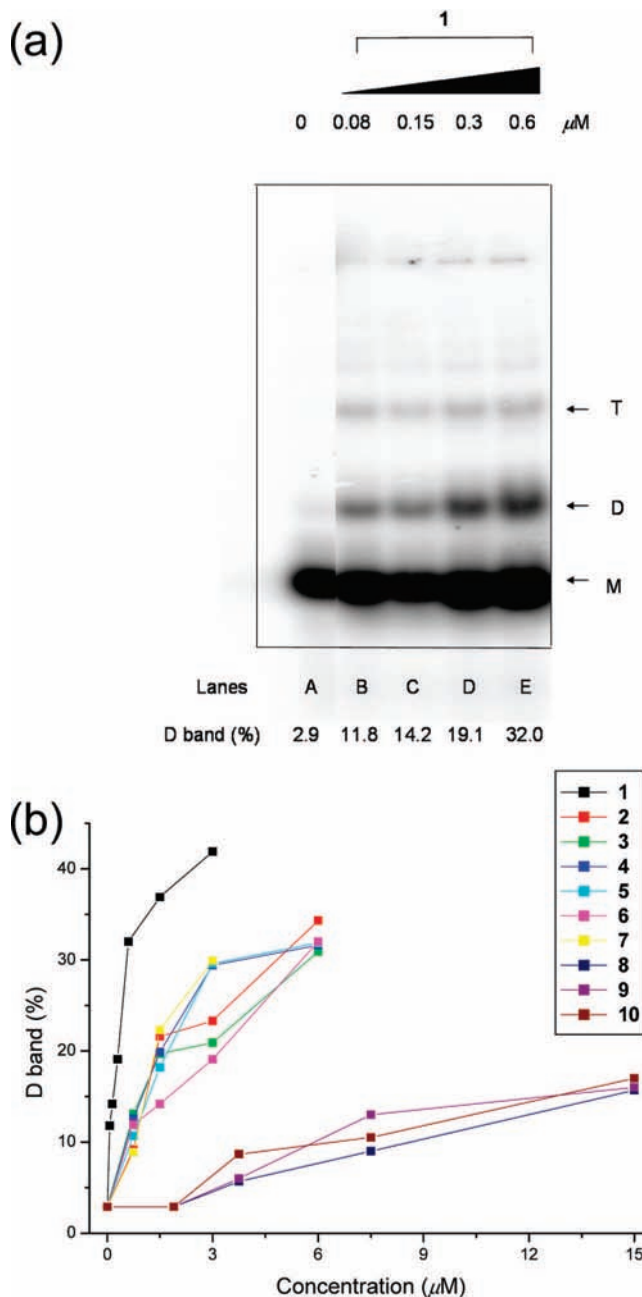 (a)
1
0 0.08 0.15 0.3 0.6 μM
T
D
M
Lanes A B C D E
D band (%) 2.9 11.8 14.2 19.1 32.0
(b)
1
2
3
4
5
6
7
8
9
10
40
30
20
10
0
D band (%)
0 3 6 9 12 15
Concentration (μM)